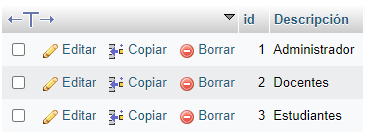 id Descripción
Editar Copiar Borrar 1 Administrador
Editar Copiar Borrar 2 Docentes
Editar Copiar Borrar 3 Estudiantes